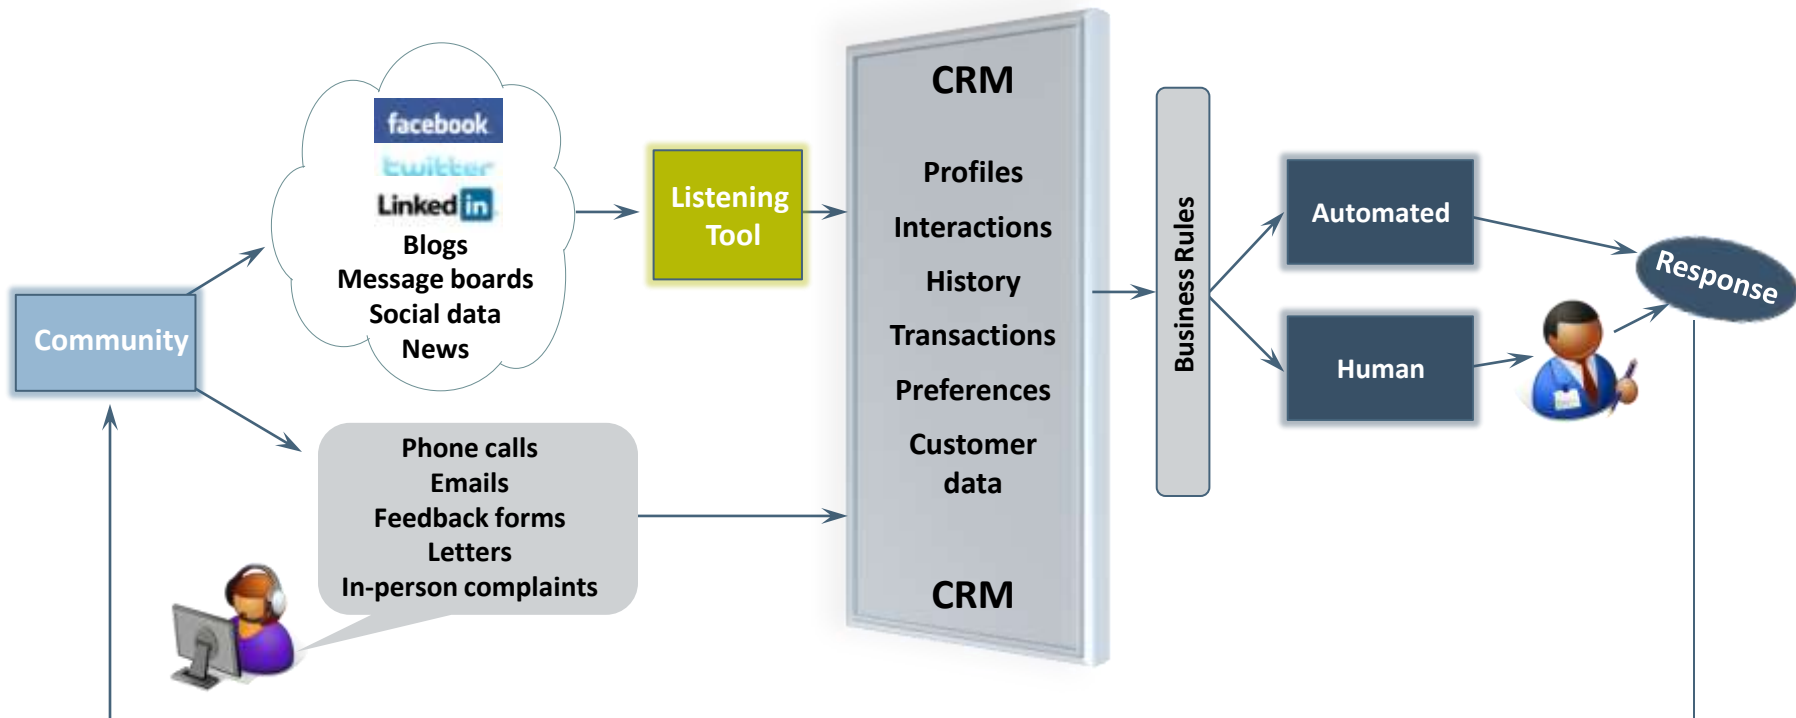 Community
facebook
twitter
Linked in
Blogs
Message boards
Social data
News
Phone calls
Emails
Feedback forms
Letters
In-person complaints
Listening
Tool
CRM
Profiles
Interactions
History
Transactions
Preferences
Customer
data
CRM
Business Rules
Automated
Human
Response